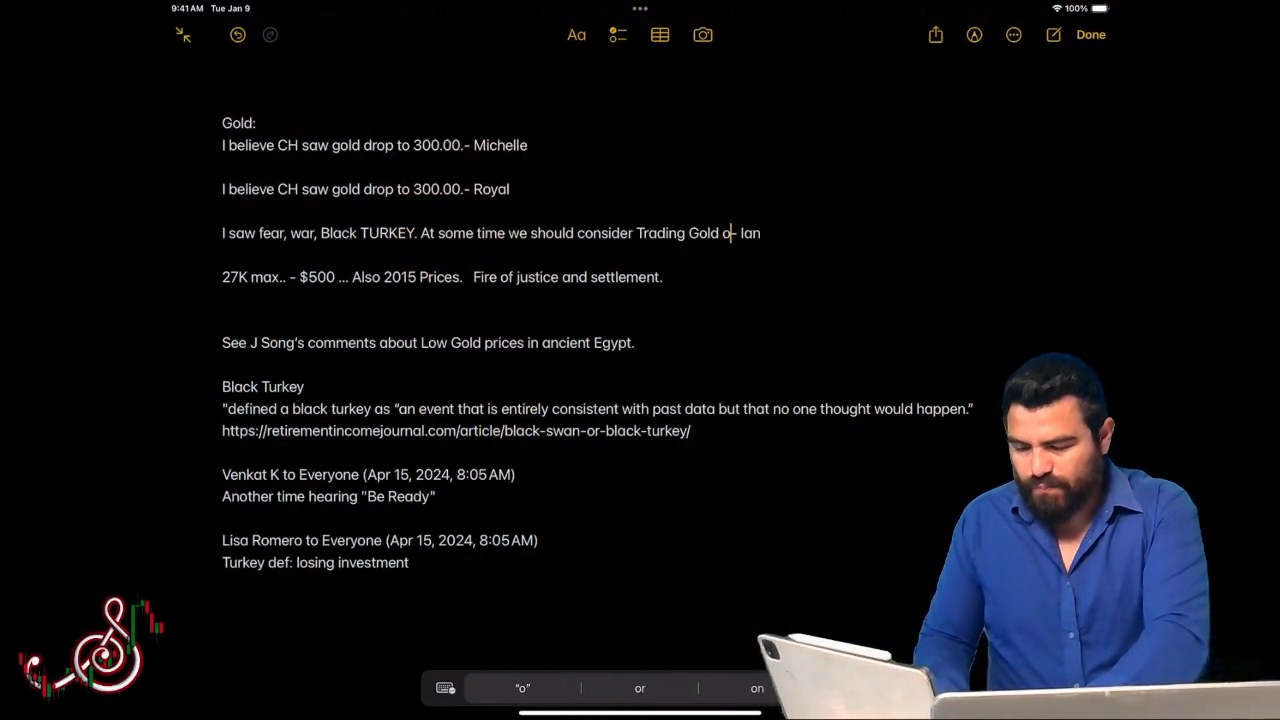 9:41 AM Tue Jan 9
100%
Aa
Done
Gold:
I believe CH saw gold drop to 300.00.- Michelle
I believe CH saw gold drop to 300.00.- Royal
I saw fear, war, Black TURKEY. At some time we should consider Trading Gold o- Ian
27K max.. - $500 ... Also 2015 Prices.   Fire of justice and settlement.
See J Song's comments about Low Gold prices in ancient Egypt.
Black Turkey
"defined a black turkey as "an event that is entirely consistent with past data but that no one thought would happen."
https://retirementincomejournal.com/article/black-swan-or-black-turkey/
Venkat K to Everyone (Apr 15, 2024, 8:05 AM)
Another time hearing "Be Ready"
Lisa Romero to Everyone (Apr 15, 2024, 8:05 AM)
Turkey def: losing investment
"o"
or
on